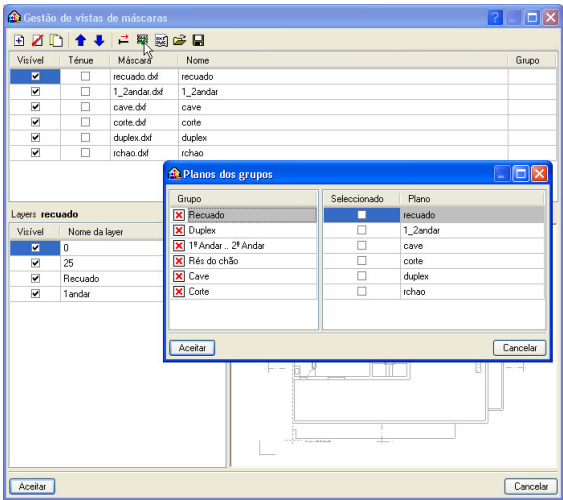 Gestão de vistas de máscaras
Visível Ténue Máscara Nome Grupo
recuado.dxf recuado
1_2andar.dxf 1_2andar
cave.dxf cave
corte.dxf corte
duplex.dxf duplex
rchao.dxf rchao
Layers recuado
Visível Nome da layer
0
25
Recuado
1andar
Planos dos grupos
Grupo Seleccionado Plano
Recuado recuado
Duplex 1_2andar
1º Andar .. 2º Andar cave
Rés do chão corte
Cave duplex
Corte rchao
Aceitar Cancelar
Aceitar Cancelar